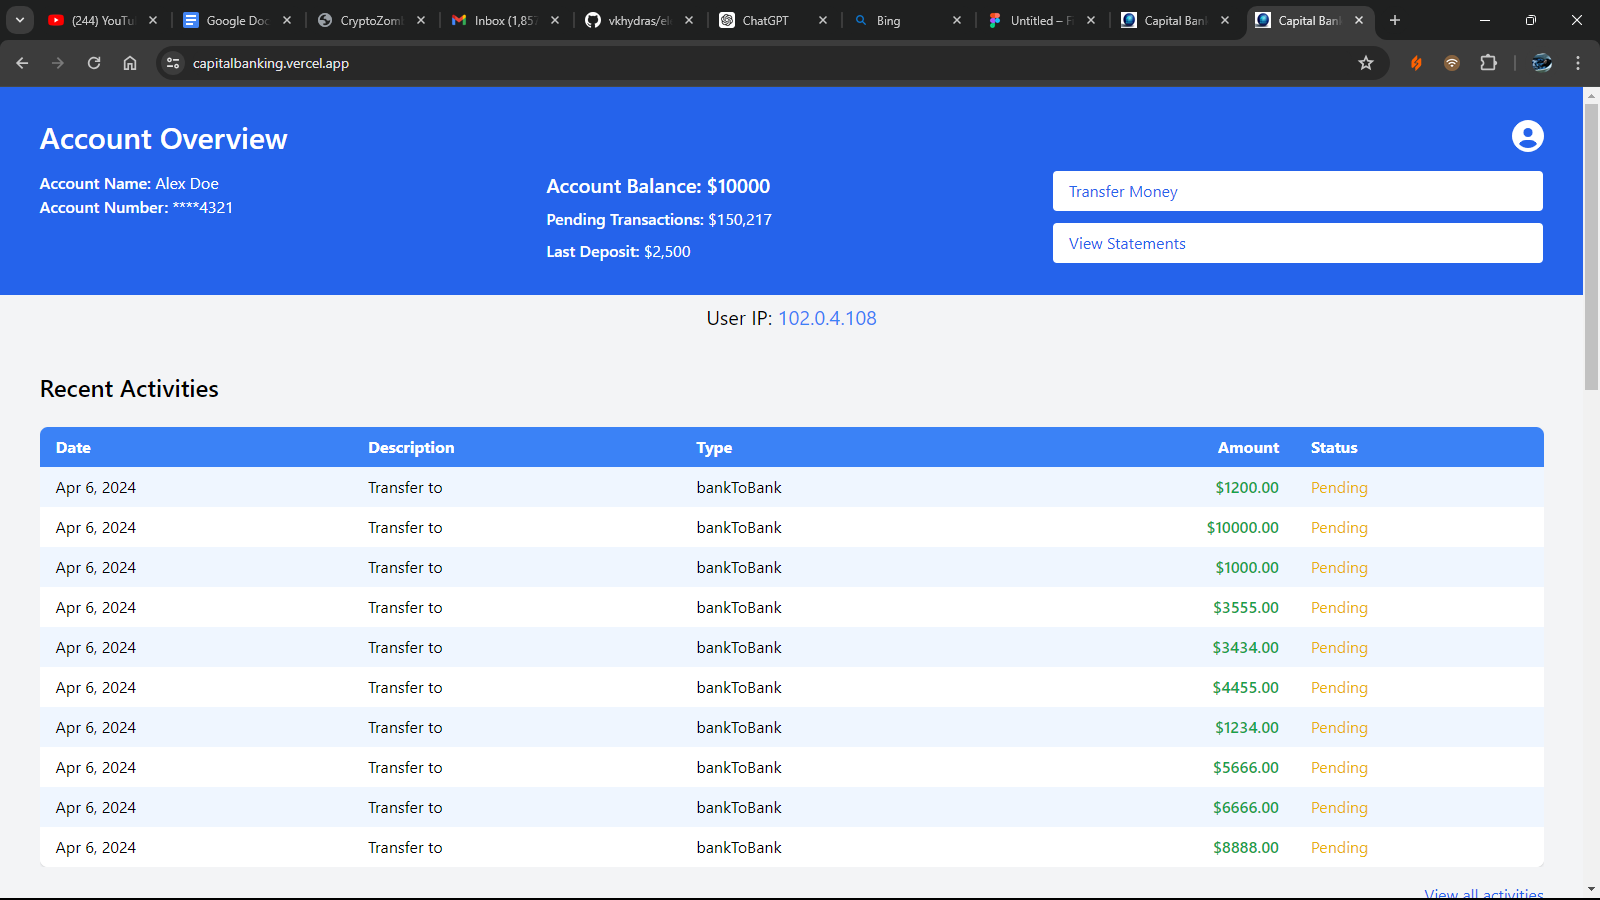 (244) YouTu
Google Doc
CryptoZom
Inbox (1,857
vkhydras/el
ChatGPT
Bing
Untitled – F
Capital Ban
Capital Ban
capitalbanking.vercel.app
Account Overview
Account Name: Alex Doe
Account Number: ****4321
Account Balance: $10000
Pending Transactions: $150,217
Last Deposit: $2,500
Transfer Money
View Statements
User IP: 102.0.4.108
Recent Activities
Date Description Type Amount Status
Apr 6, 2024 Transfer to bankToBank $1200.00 Pending
Apr 6, 2024 Transfer to bankToBank $10000.00 Pending
Apr 6, 2024 Transfer to bankToBank $1000.00 Pending
Apr 6, 2024 Transfer to bankToBank $3555.00 Pending
Apr 6, 2024 Transfer to bankToBank $3434.00 Pending
Apr 6, 2024 Transfer to bankToBank $4455.00 Pending
Apr 6, 2024 Transfer to bankToBank $1234.00 Pending
Apr 6, 2024 Transfer to bankToBank $5666.00 Pending
Apr 6, 2024 Transfer to bankToBank $6666.00 Pending
Apr 6, 2024 Transfer to bankToBank $8888.00 Pending
View all activities